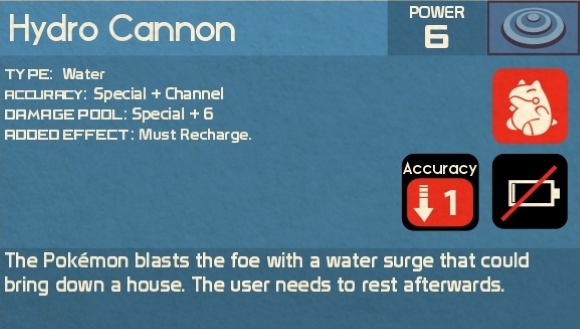 Hydro Cannon
POWER
6
TYPE: Water
ACCURACY: Special + Channel
DAMAGE POOL: Special + 6
ADDED EFFECT: Must Recharge.
Accuracy
1
The Pokémon blasts the foe with a water surge that could
bring down a house. The user needs to rest afterwards.